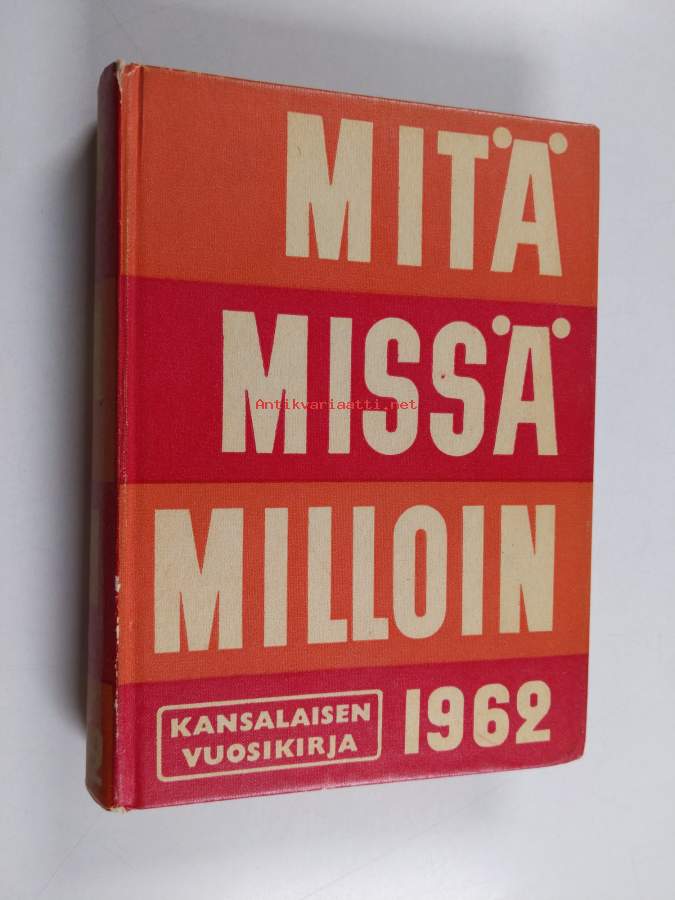 MITÄ
MISSÄ
Antikvariaatti.net
MILLOIN
KANSALAISEN
VUOSIKIRJA
1962